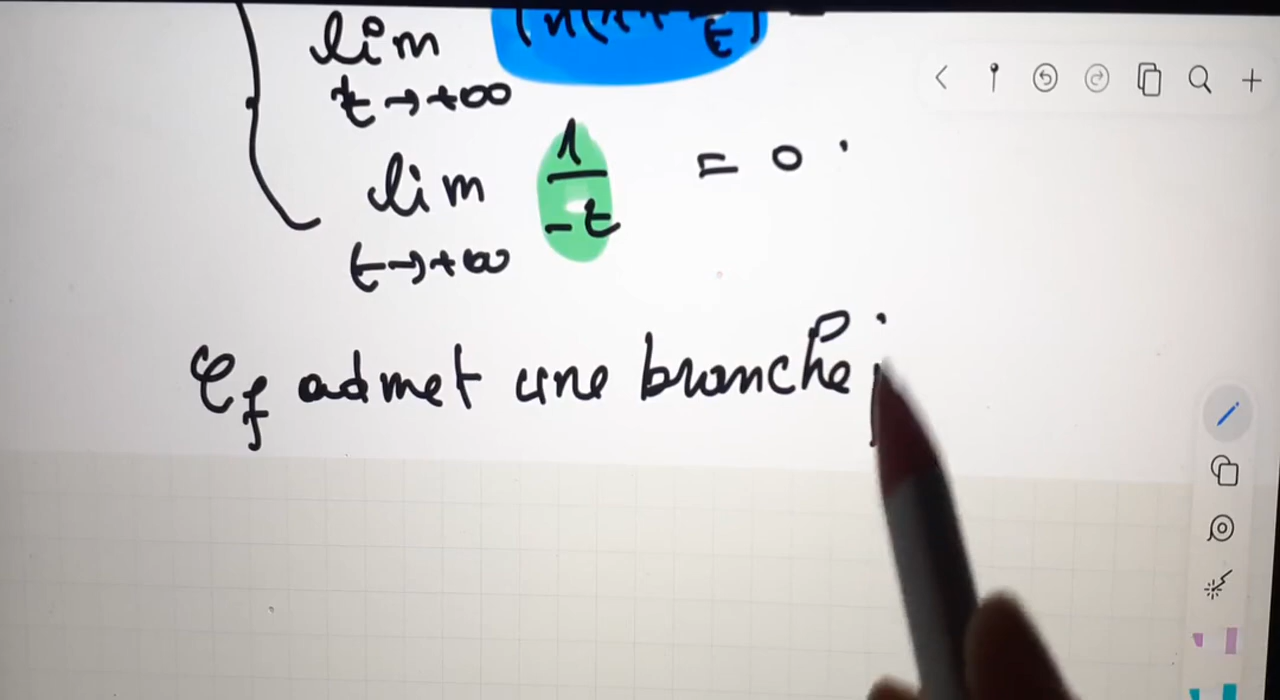 lim
t→+∞
lim 1/-t = 0
t→+∞
𝒞f admet une branche